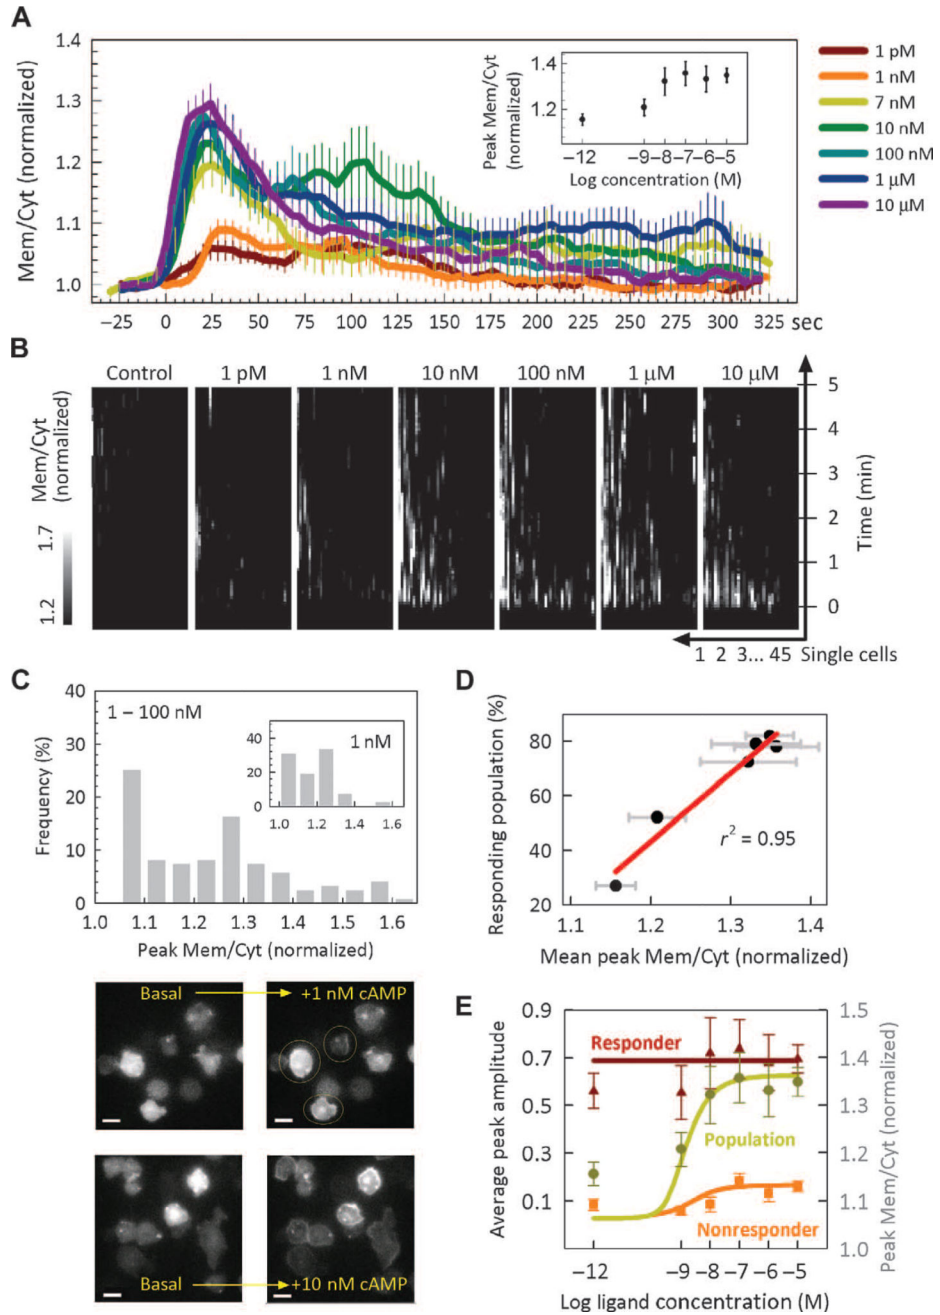 A
1.4
1.3
1.2
1.1
1.0
Mem/Cyt (normalized)
−25 0 25 50 75 100 125 150 175 200 225 250 275 300 325 sec
Peak Mem/Cyt
(normalized)
1.4
1.2
−12 −9 −8 −7 −6 −5
Log concentration (M)
1 pM
1 nM
7 nM
10 nM
100 nM
1 μM
10 μM
B
Control 1 pM 1 nM 10 nM 100 nM 1 μM 10 μM
Mem/Cyt
(normalized)
1.7
1.2
5
4
3
2
1
0
Time (min)
1 2 3... 45 Single cells
C
40
30
20
10
0
Frequency (%)
1 – 100 nM
1 nM
40
20
0
1.0 1.2 1.4 1.6
1.0 1.1 1.2 1.3 1.4 1.5 1.6
Peak Mem/Cyt (normalized)
Basal +1 nM cAMP
Basal +10 nM cAMP
D
Responding population (%)
80
60
40
20
r² = 0.95
1.1 1.2 1.3 1.4
Mean peak Mem/Cyt (normalized)
E
Average peak amplitude
0.9
0.7
0.5
0.3
0.1
Responder
Population
Nonresponder
1.5
1.4
1.3
1.2
1.1
1.0
Peak Mem/Cyt (normalized)
−12 −9 −8 −7 −6 −5
Log ligand concentration (M)